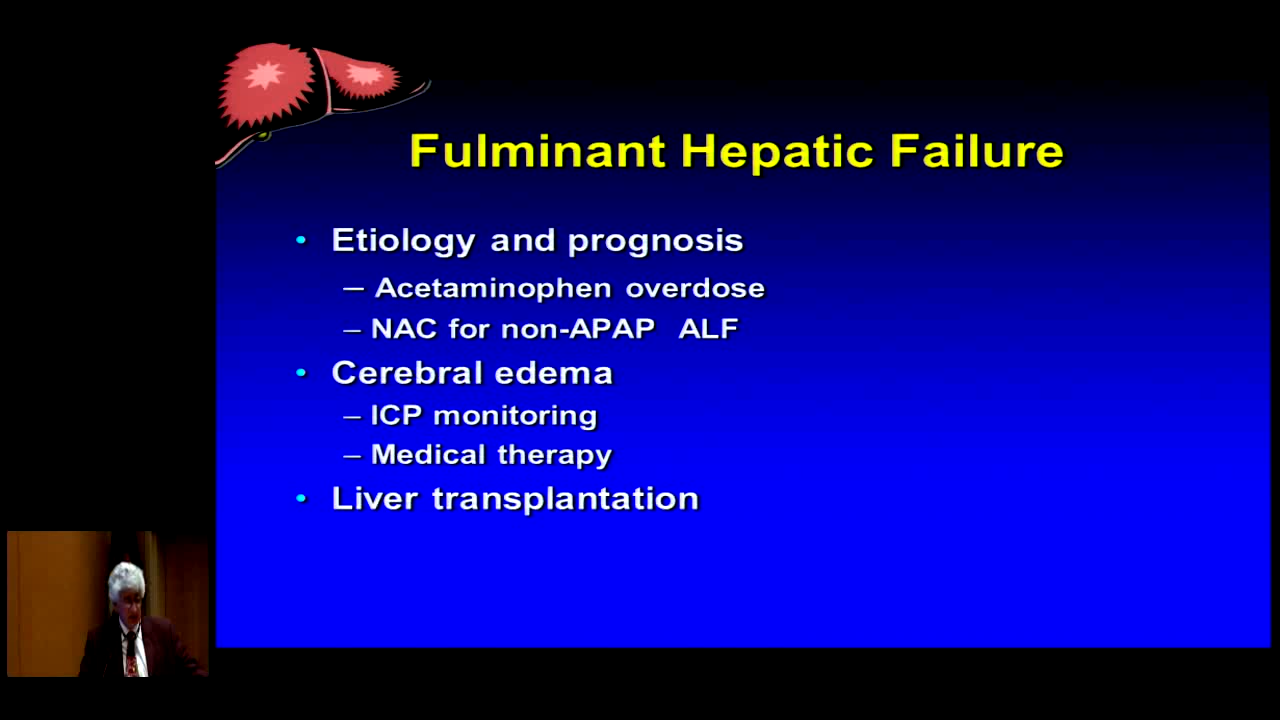 Fulminant Hepatic Failure
• Etiology and prognosis
– Acetaminophen overdose
– NAC for non-APAP ALF
• Cerebral edema
– ICP monitoring
– Medical therapy
• Liver transplantation